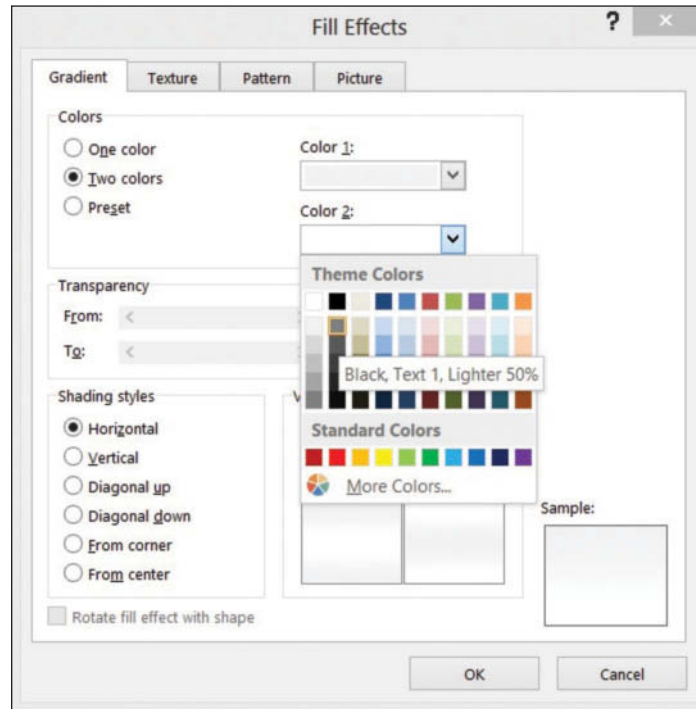 Fill Effects
?
×
Gradient Texture Pattern Picture
Colors
One color
Two colors
Preset
Color 1:
Color 2:
Theme Colors
Black, Text 1, Lighter 50%
Standard Colors
More Colors...
Transparency
From:
To:
Shading styles
Horizontal
Vertical
Diagonal up
Diagonal down
From corner
From center
V
Sample:
Rotate fill effect with shape
OK Cancel